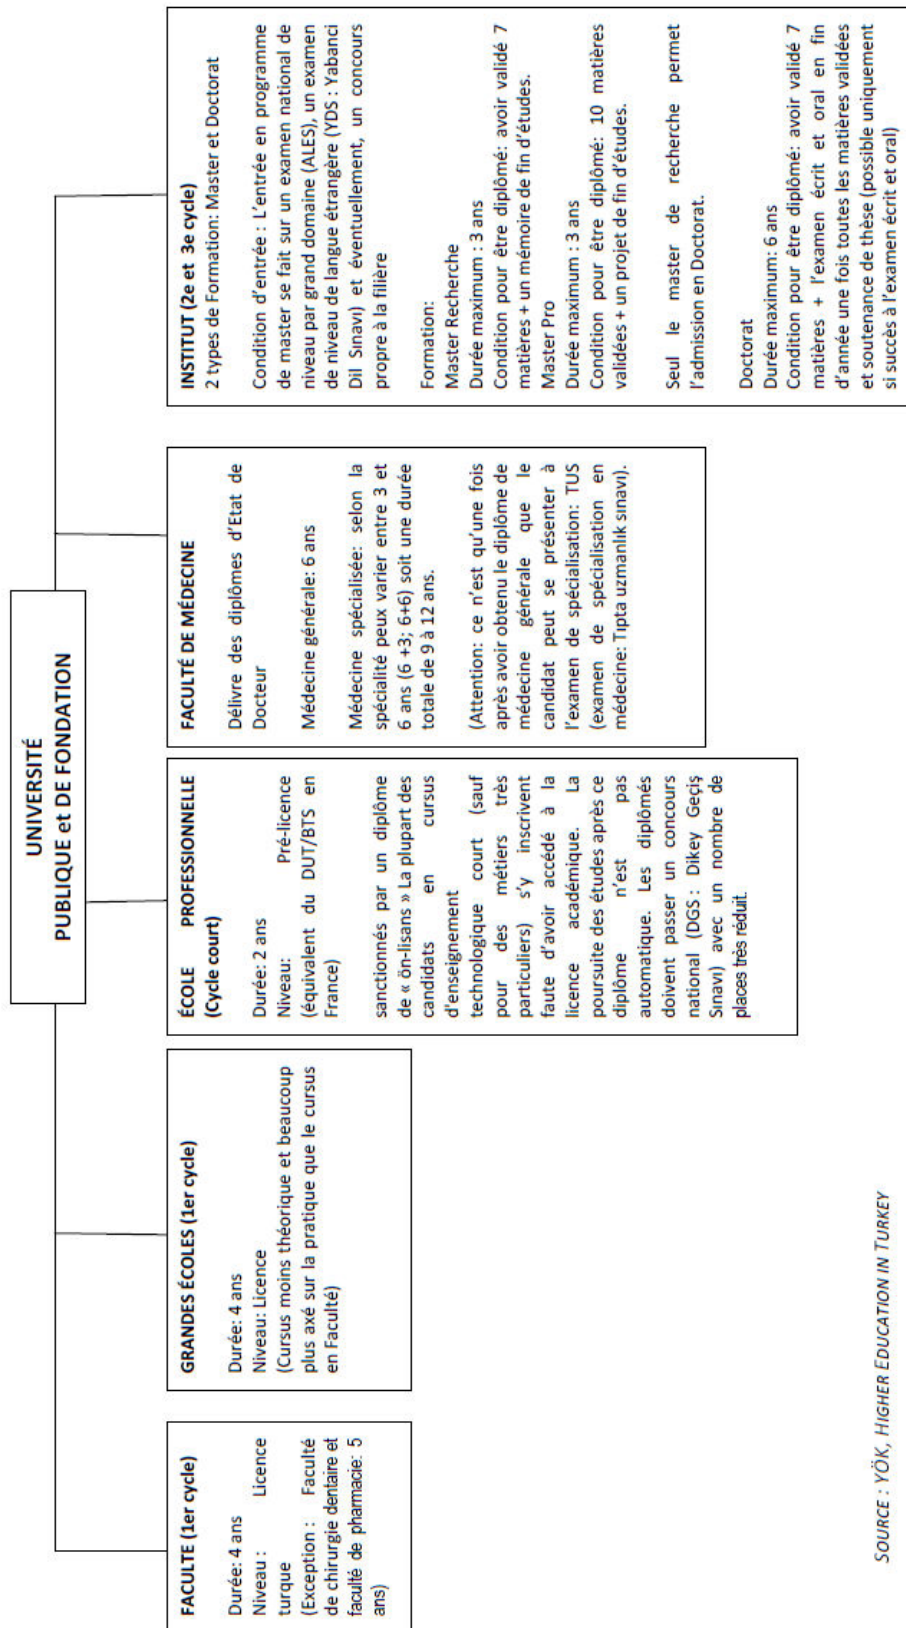 UNIVERSITÉ
PUBLIQUE et DE FONDATION
FACULTE (1er cycle)
Durée: 4 ans
Niveau : Licence
turque
(Exception : Faculté
de chirurgie dentaire et
faculté de pharmacie: 5
ans)
GRANDES ÉCOLES (1er cycle)
Durée: 4 ans
Niveau: Licence
(Cursus moins théorique et beaucoup
plus axé sur la pratique que le cursus
en Faculté)
ÉCOLE PROFESSIONNELLE
(Cycle court)
Durée: 2 ans
Niveau: Pré-licence
(équivalent du DUT/BTS en
France)
sanctionnés par un diplôme
de « ön-lisans » La plupart des
candidats en cursus
d'enseignement
technologique court (sauf
pour des métiers très
particuliers) s'y inscrivent
faute d'avoir accédé à la
licence académique. La
poursuite des études après ce
diplôme n'est pas
automatique. Les diplômés
doivent passer un concours
national (DGS : Dikey Geçiş
Sınavı) avec un nombre de
places très réduit.
FACULTÉ DE MÉDECINE
Délivre des diplômes d'Etat de
Docteur
Médecine générale: 6 ans
Médecine spécialisée: selon la
spécialité peux varier entre 3 et
6 ans (6 +3; 6+6) soit une durée
totale de 9 à 12 ans.
(Attention: ce n'est qu'une fois
après avoir obtenu le diplôme de
médecine générale que le
candidat peut se présenter à
l'examen de spécialisation: TUS
(examen de spécialisation en
médecine: Tıpta uzmanlık sınavı).
INSTITUT (2e et 3e cycle)
2 types de Formation: Master et Doctorat
Condition d'entrée : L'entrée en programme
de master se fait sur un examen national de
niveau par grand domaine (ALES), un examen
de niveau de langue étrangère (YDS : Yabanci
Dil Sınavı) et éventuellement, un concours
propre à la filière
Formation:
Master Recherche
Durée maximum : 3 ans
Condition pour être diplômé: avoir validé 7
matières + un mémoire de fin d'études.
Master Pro
Durée maximum : 3 ans
Condition pour être diplômé: 10 matières
validées + un projet de fin d'études.
Seul le master de recherche permet
l'admission en Doctorat.
Doctorat
Durée maximum: 6 ans
Condition pour être diplômé: avoir validé 7
matières + l'examen écrit et oral en fin
d'année une fois toutes les matières validées
et soutenance de thèse (possible uniquement
si succès à l'examen écrit et oral)
SOURCE : YÖK, HIGHER EDUCATION IN TURKEY